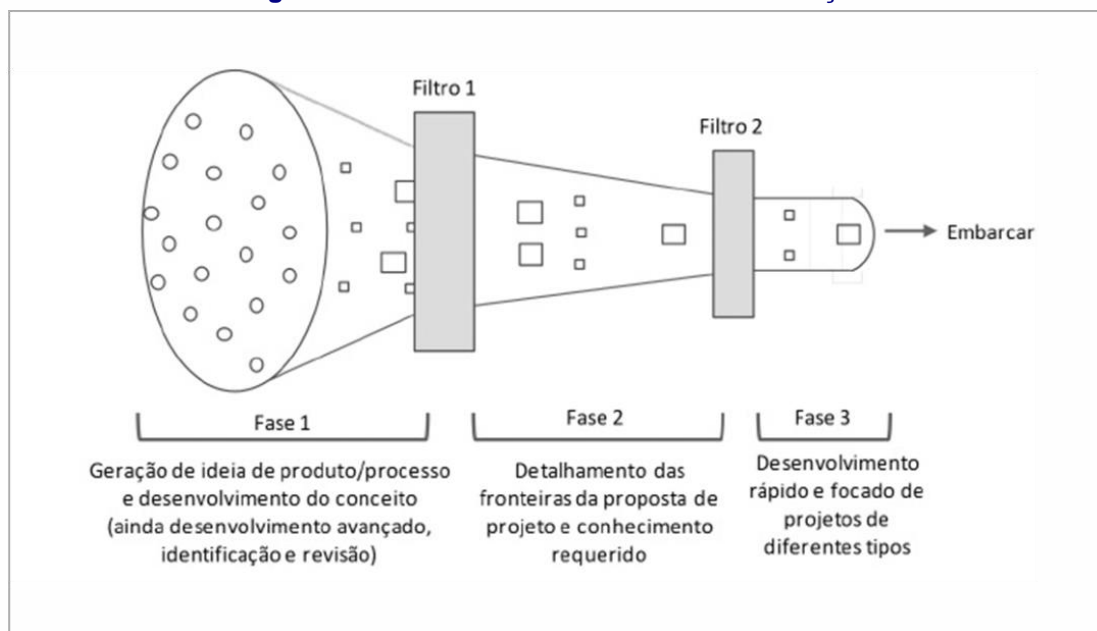 Filtro 1
Filtro 2
Embarcar
Fase 1
Fase 2
Fase 3
Geração de ideia de produto/processo
e desenvolvimento do conceito
(ainda desenvolvimento avançado,
identificação e revisão)
Detalhamento das
fronteiras da proposta de
projeto e conhecimento
requerido
Desenvolvimento
rápido e focado de
projetos de
diferentes tipos